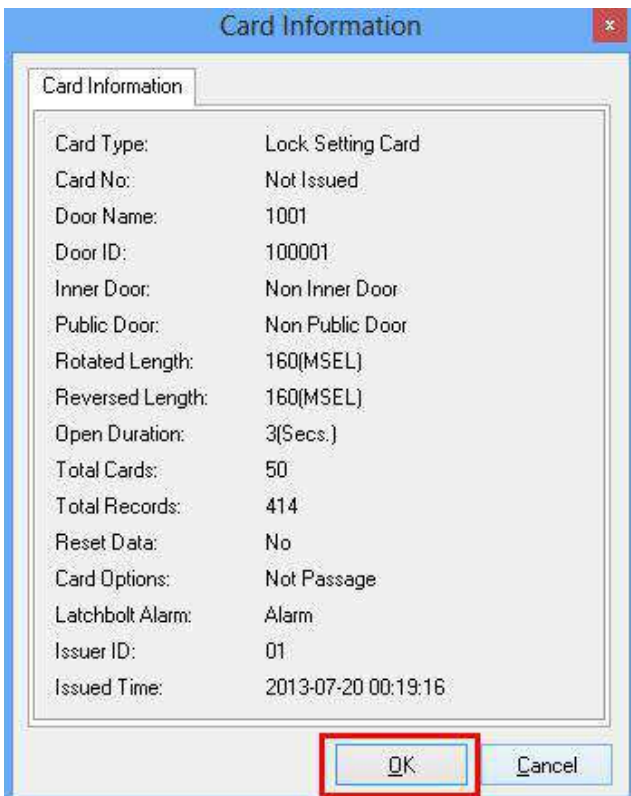 Card Information
x
Card Information
Card Type: Lock Setting Card
Card No: Not Issued
Door Name: 1001
Door ID: 100001
Inner Door: Non Inner Door
Public Door: Non Public Door
Rotated Length: 160(MSEL)
Reversed Length: 160(MSEL)
Open Duration: 3(Secs.)
Total Cards: 50
Total Records: 414
Reset Data: No
Card Options: Not Passage
Latchbolt Alarm: Alarm
Issuer ID: 01
Issued Time: 2013-07-20 00:19:16
OK Cancel